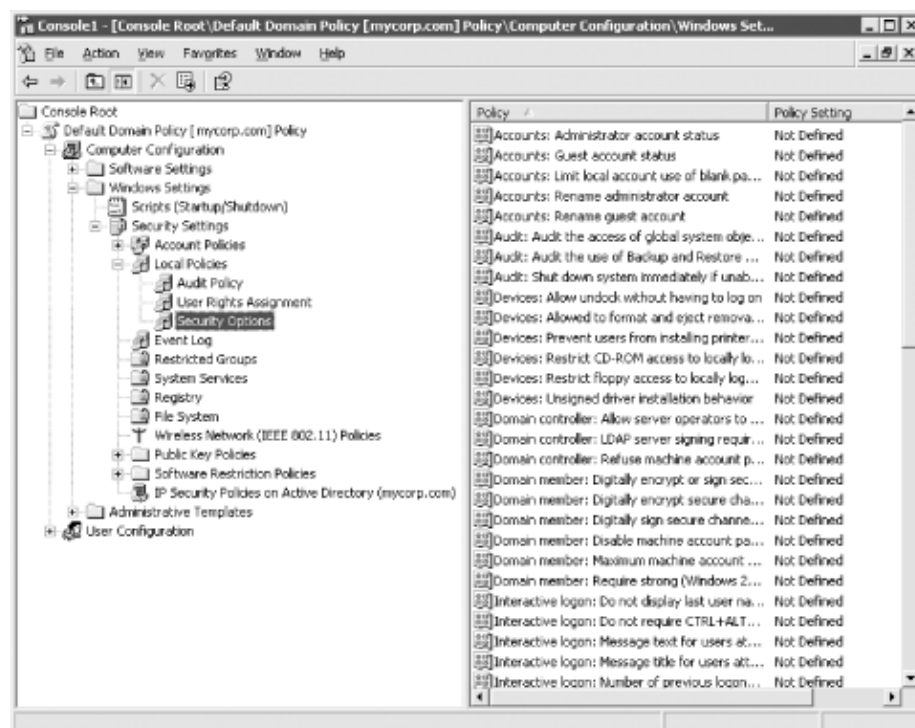 Console1 - [Console Root\Default Domain Policy [mycorp.com] Policy\Computer Configuration\Windows Set...
File Action View Favorites Window Help
Console Root
Default Domain Policy [mycorp.com] Policy
Computer Configuration
Software Settings
Windows Settings
Scripts (Startup/Shutdown)
Security Settings
Account Policies
Local Policies
Audit Policy
User Rights Assignment
Security Options
Event Log
Restricted Groups
System Services
Registry
File System
Wireless Network (IEEE 802.11) Policies
Public Key Policies
Software Restriction Policies
IP Security Policies on Active Directory (mycorp.com)
Administrative Templates
User Configuration
Policy Policy Setting
Accounts: Administrator account status Not Defined
Accounts: Guest account status Not Defined
Accounts: Limit local account use of blank pa... Not Defined
Accounts: Rename administrator account Not Defined
Accounts: Rename guest account Not Defined
Audit: Audit the access of global system obje... Not Defined
Audit: Audit the use of Backup and Restore ... Not Defined
Audit: Shut down system immediately if unab... Not Defined
Devices: Allow undock without having to log on Not Defined
Devices: Allowed to format and eject remova... Not Defined
Devices: Prevent users from installing printer... Not Defined
Devices: Restrict CD-ROM access to locally lo... Not Defined
Devices: Restrict floppy access to locally log... Not Defined
Devices: Unsigned driver installation behavior Not Defined
Domain controller: Allow server operators to ... Not Defined
Domain controller: LDAP server signing requir... Not Defined
Domain controller: Refuse machine account p... Not Defined
Domain member: Digitally encrypt or sign sec... Not Defined
Domain member: Digitally encrypt secure cha... Not Defined
Domain member: Digitally sign secure channe... Not Defined
Domain member: Disable machine account pa... Not Defined
Domain member: Maximum machine account ... Not Defined
Domain member: Require strong (Windows 2... Not Defined
Interactive logon: Do not display last user na... Not Defined
Interactive logon: Do not require CTRL+ALT... Not Defined
Interactive logon: Message text for users at... Not Defined
Interactive logon: Message title for users att... Not Defined
Interactive logon: Number of previous logon... Not Defined